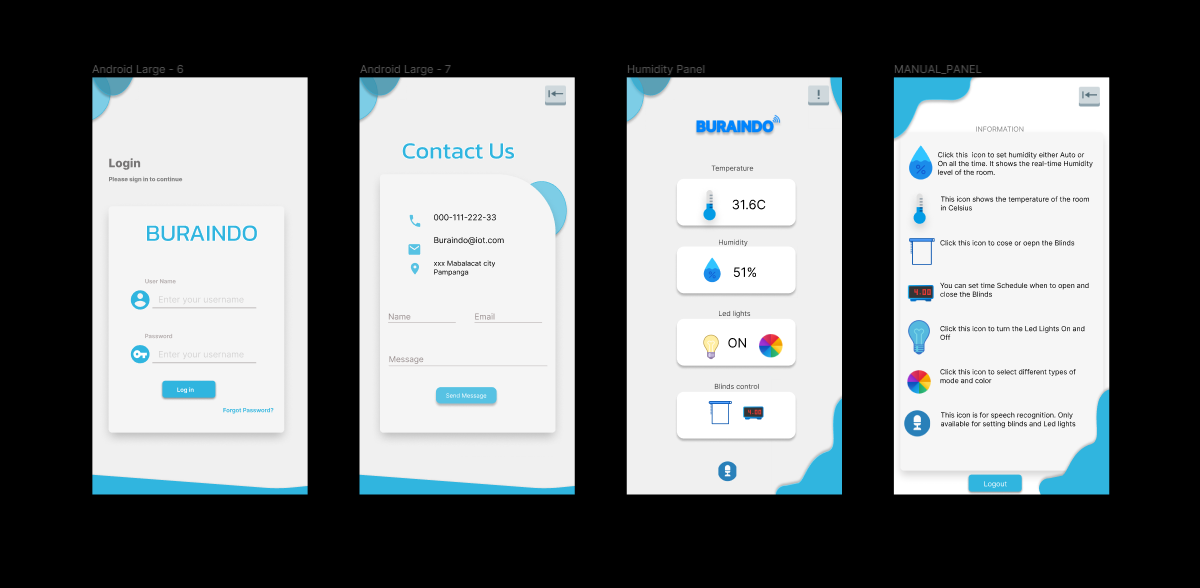 Android Large - 6
Login
Please sign in to continue
BURAINDO
User Name
Enter your username
Password
Enter your username
Log in
Forgot Password?
Android Large - 7
Contact Us
000-111-222-33
Buraindo@iot.com
xxx Mabalacat city
Pampanga
Name
Email
Message
Send Message
Humidity Panel
!
BURAINDO
Temperature
31.6C
Humidity
%
51%
Led lights
ON
Blinds control
4.00
MANUAL_PANEL
INFORMATION
%
Click this icon to set humidity either Auto or
On all the time. It shows the real-time Humidity
level of the room.
This icon shows the temperature of the room
in Celsius
Click this to cose or oepn the Blinds
4.00
You can set time Schedule when to open and
close the Blinds
Click this icon to turn the Led Lights On and
Off
Click this icon to select different types of
mode and color
This icon is for speech recognition. Only
available for setting blinds and Led lights
Logout